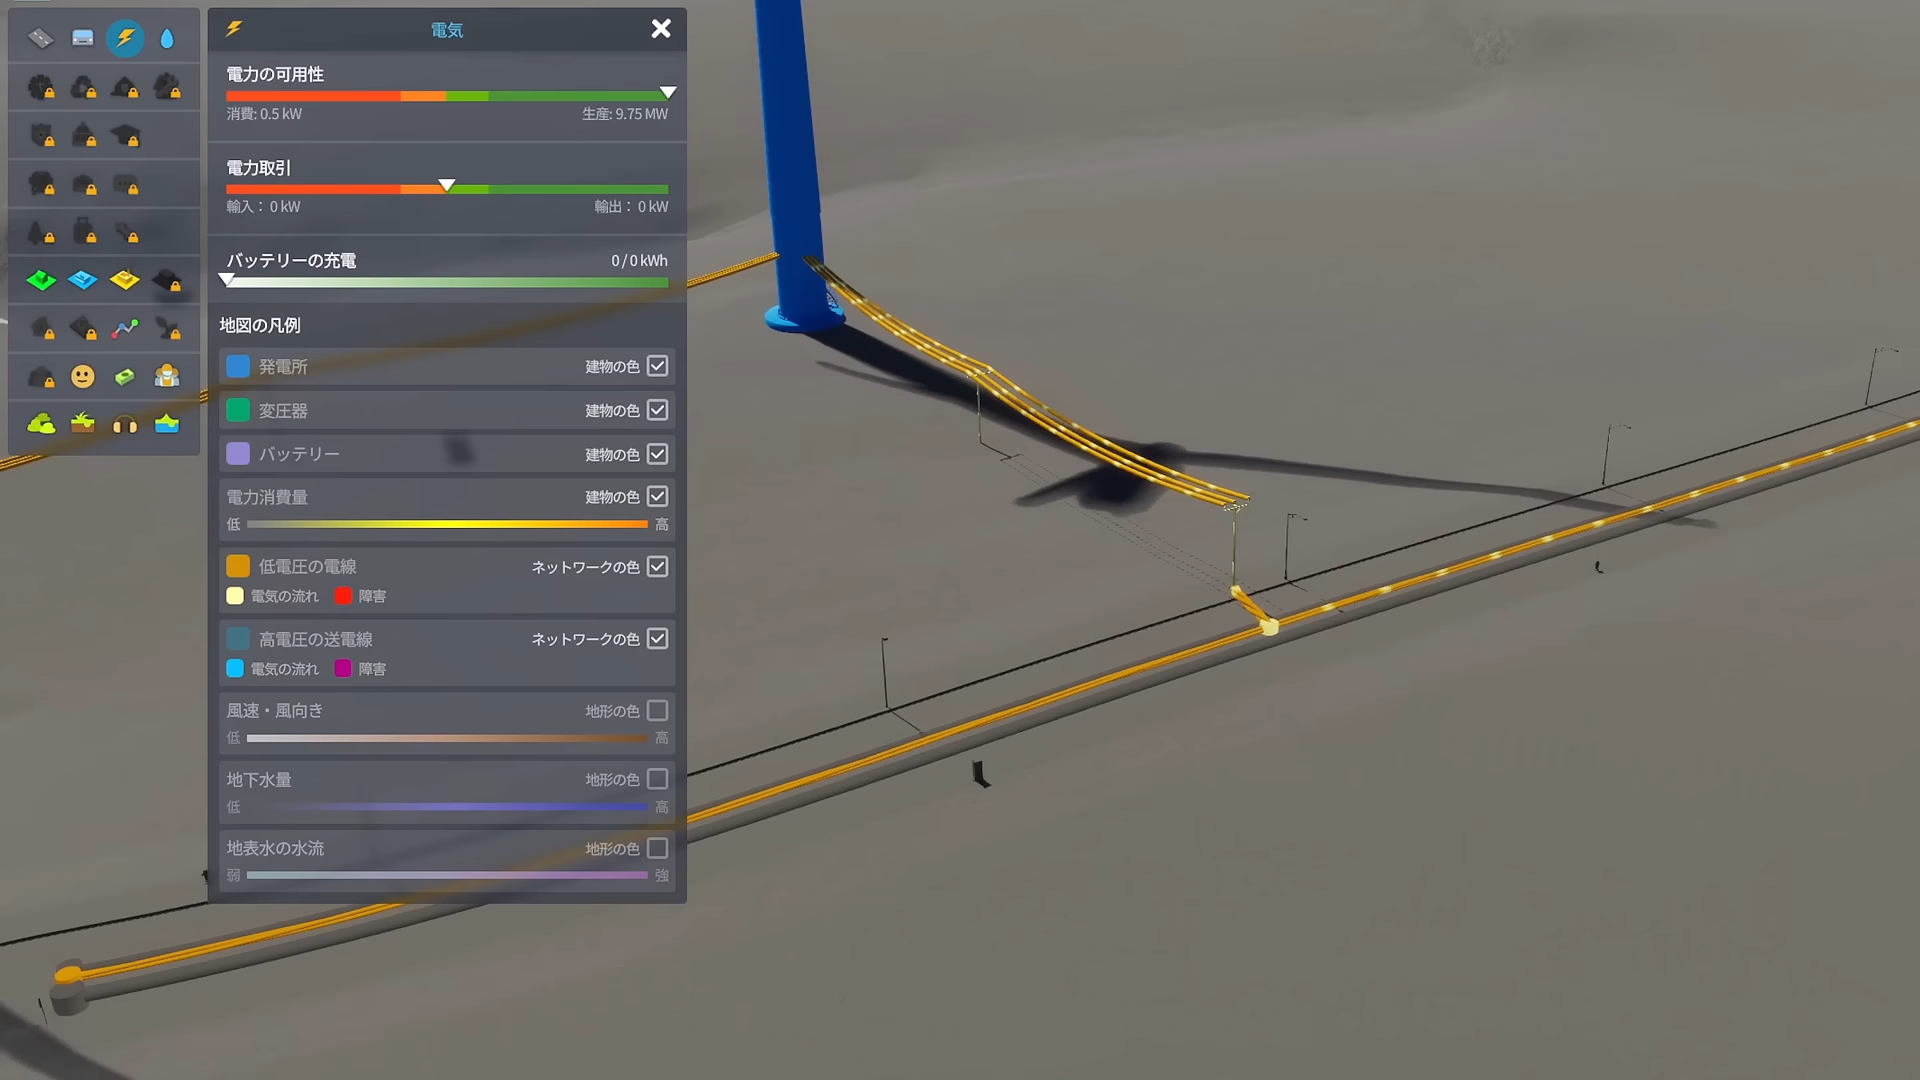 電気
電力の可用性
消費: 0.5 kW 生産: 9.75 MW
電力取引
輸入： 0 kW 輸出： 0 kW
バッテリーの充電 0 / 0 kWh
地図の凡例
発電所 建物の色
変圧器 建物の色
バッテリー 建物の色
電力消費量 建物の色
低 高
低電圧の電線 ネットワークの色
電気の流れ 障害
高電圧の送電線 ネットワークの色
電気の流れ 障害
風速・風向き 地形の色
低 高
地下水量 地形の色
低 高
地表水の水流 地形の色
弱 強